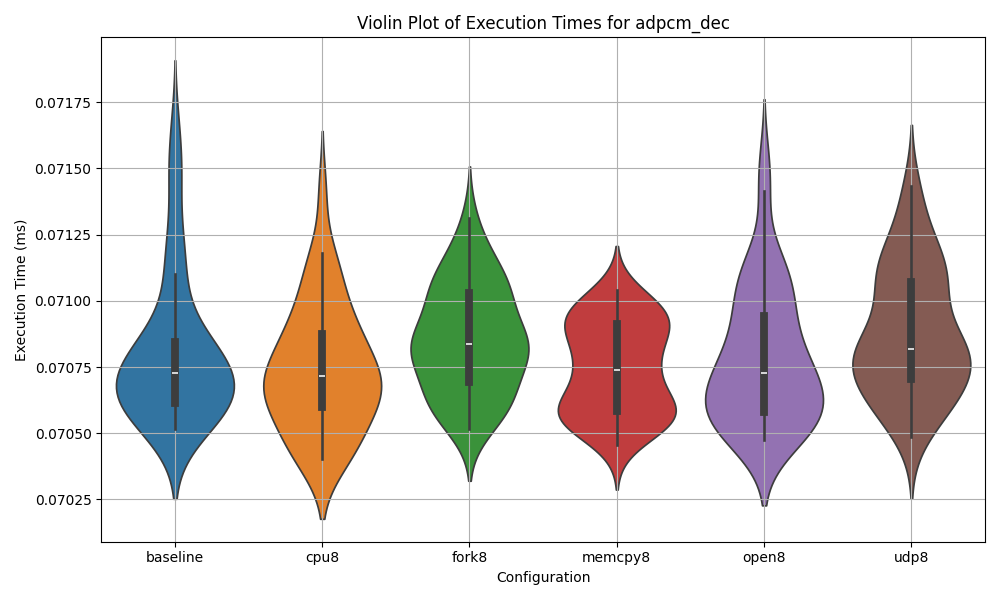 Violin Plot of Execution Times for adpcm_dec
Execution Time (ms)
0.07175
0.07150
0.07125
0.07100
0.07075
0.07050
0.07025
baseline cpu8 fork8 memcpy8 open8 udp8
Configuration